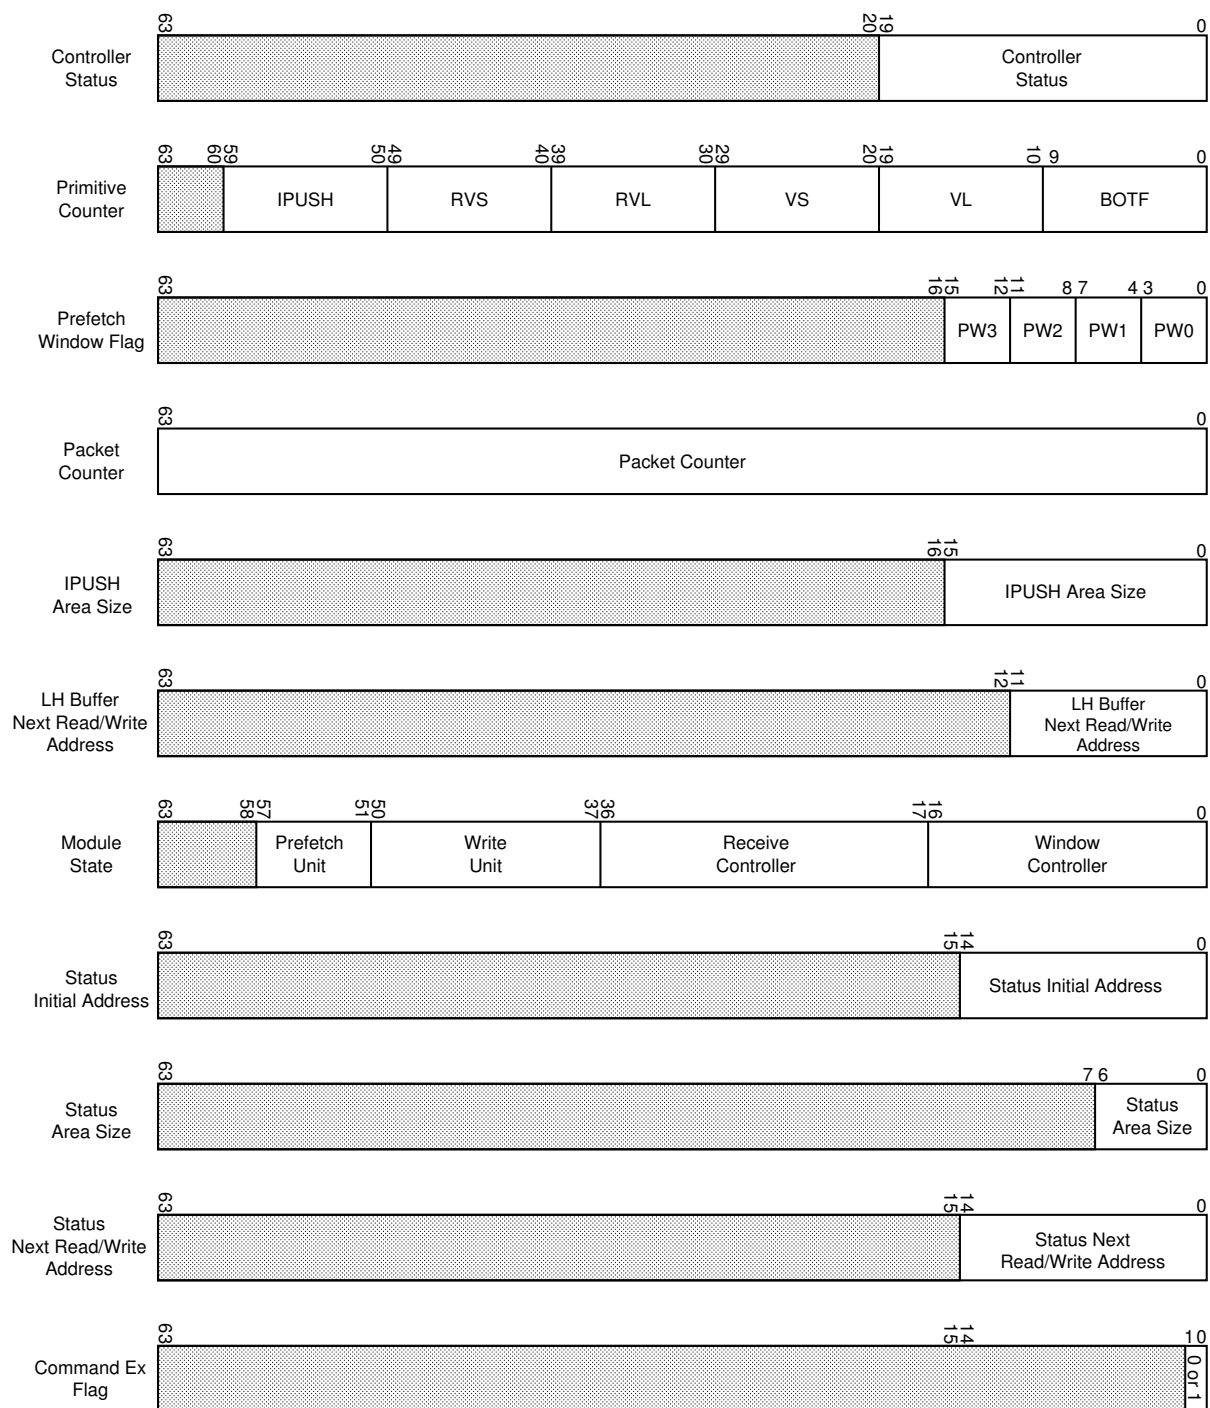 63 20 19 0
Controller
Status
Controller
Status
63 60 59 50 49 40 39 30 29 20 19 10 9 0
Primitive
Counter
IPUSH RVS RVL VS VL BOTF
63 16 15 12 11 8 7 4 3 0
Prefetch
Window Flag
PW3 PW2 PW1 PW0
63 0
Packet
Counter
Packet Counter
63 16 15 0
IPUSH
Area Size
IPUSH Area Size
63 12 11 0
LH Buffer
Next Read/Write
Address
LH Buffer
Next Read/Write
Address
63 58 57 51 50 37 36 17 16 0
Module
State
Prefetch
Unit
Write
Unit
Receive
Controller
Window
Controller
63 15 14 0
Status
Initial Address
Status Initial Address
63 7 6 0
Status
Area Size
Status
Area Size
63 15 14 0
Status
Next Read/Write
Address
Status Next
Read/Write Address
63 15 14 1 0
Command Ex
Flag
0 or 1